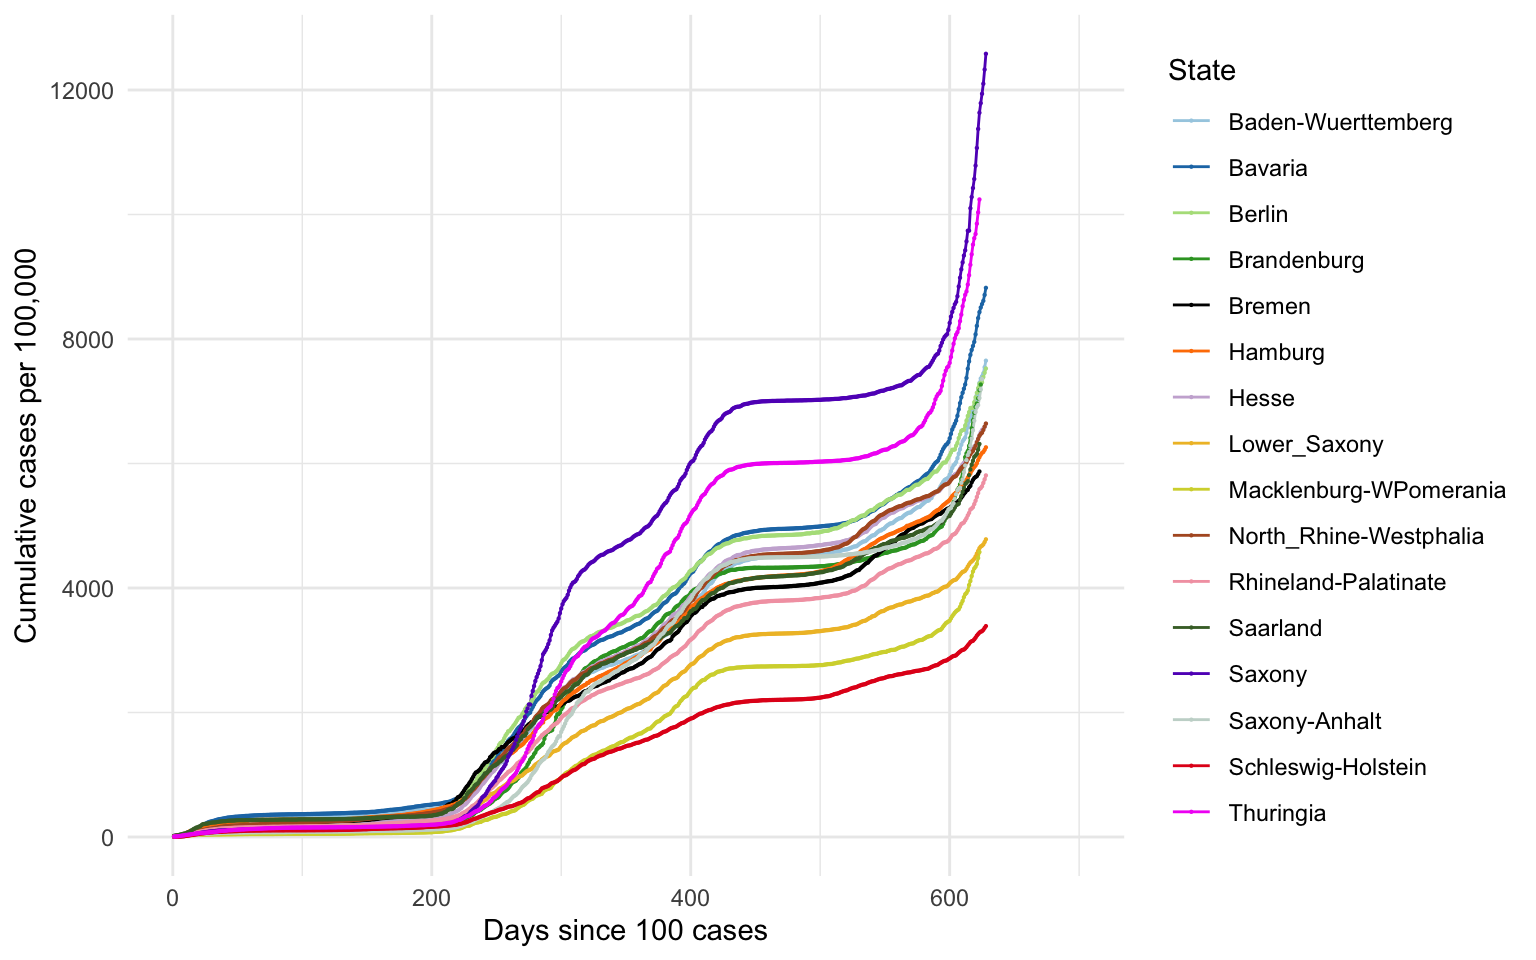 12000
8000
4000
0
Cumulative cases per 100,000
0 200 400 600
Days since 100 cases
State
Baden-Wuerttemberg
Bavaria
Berlin
Brandenburg
Bremen
Hamburg
Hesse
Lower_Saxony
Macklenburg-WPomerania
North_Rhine-Westphalia
Rhineland-Palatinate
Saarland
Saxony
Saxony-Anhalt
Schleswig-Holstein
Thuringia